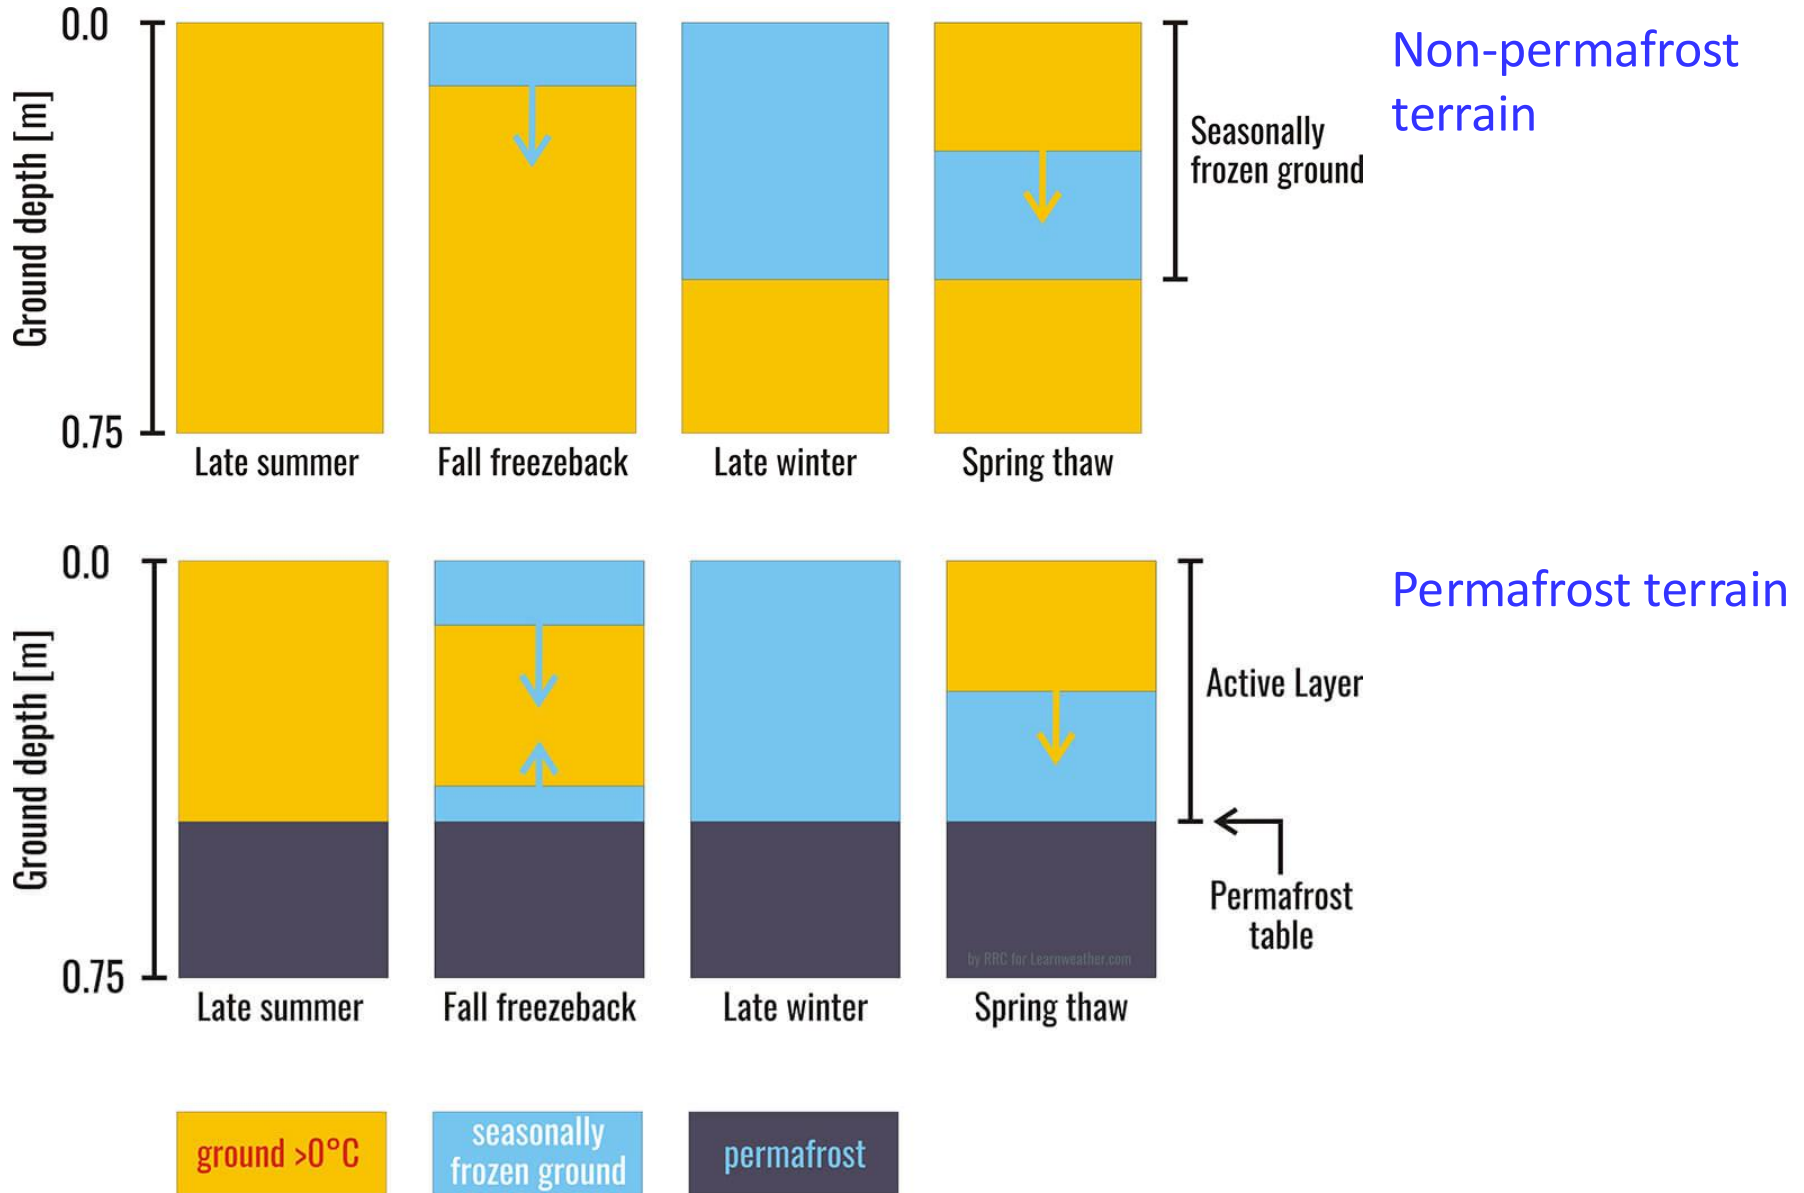 0.0
Ground depth [m]
0.75
Late summer
Fall freezeback
Late winter
Spring thaw
Seasonally
frozen ground
Non-permafrost
terrain
0.0
Ground depth [m]
0.75
Late summer
Fall freezeback
Late winter
Spring thaw
Active Layer
Permafrost
table
by RRC for Learnweather.com
Permafrost terrain
ground >0°C
seasonally
frozen ground
permafrost